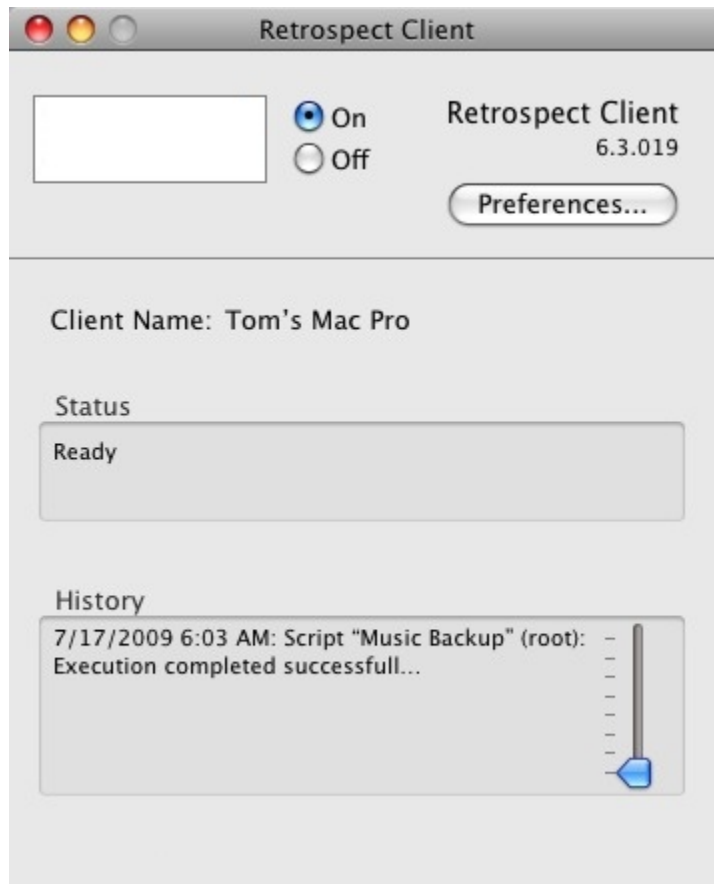 Retrospect Client
On
Off
Retrospect Client
6.3.019
Preferences...
Client Name: Tom’s Mac Pro
Status
Ready
History
7/17/2009 6:03 AM: Script “Music Backup" (root):
Execution completed successfull...